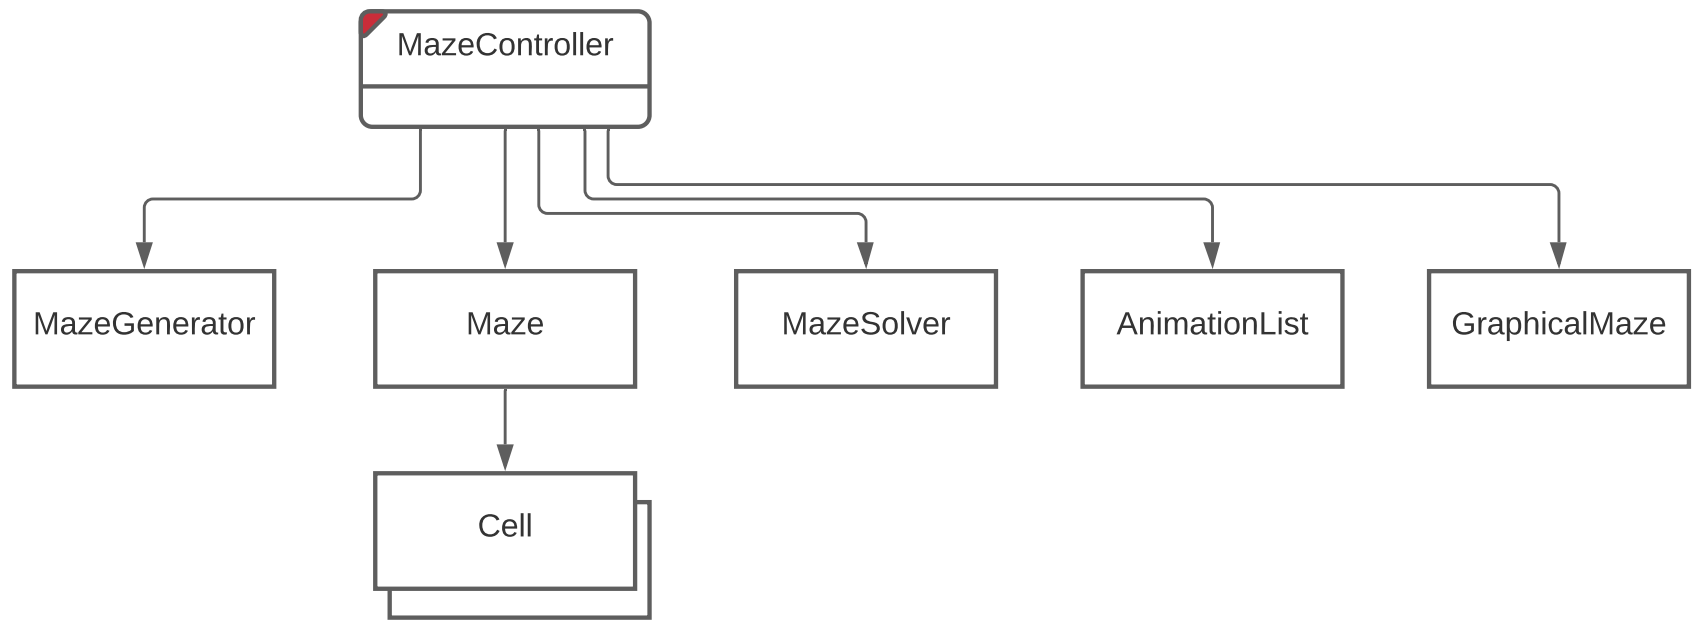 MazeController
MazeGenerator
Maze
MazeSolver
AnimationList
GraphicalMaze
Cell